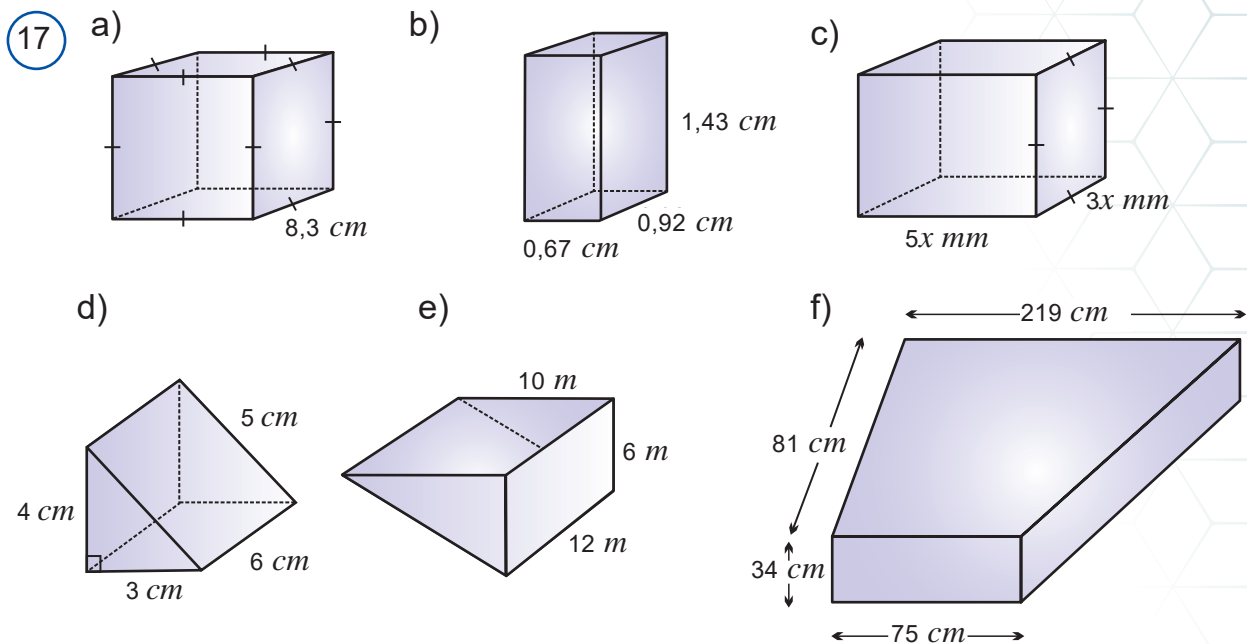 17
a)
8,3 cm
b)
1,43 cm
0,92 cm
0,67 cm
c)
3x mm
5x mm
d)
5 cm
4 cm
6 cm
3 cm
e)
10 m
6 m
12 m
f)
219 cm
81 cm
34 cm
75 cm